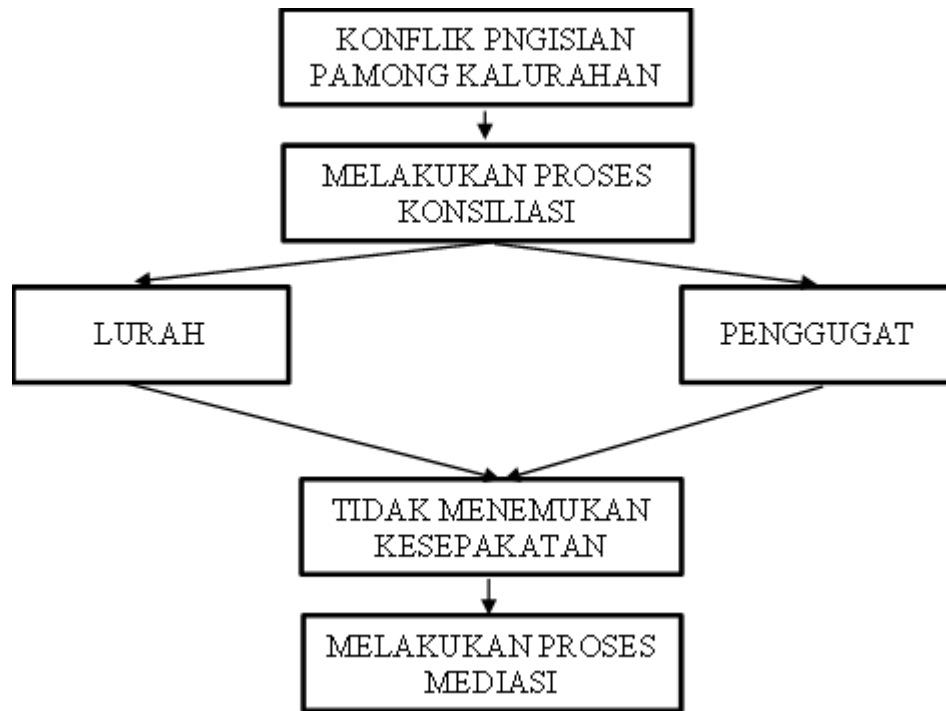 KONFLIK PNGISIAN
PAMONG KALURAHAN
MELAKUKAN PROSES
KONSILIASI
LURAH
PENGGUGAT
TIDAK MENEMUKAN
KESEPAKATAN
MELAKUKAN PROSES
MEDIASI